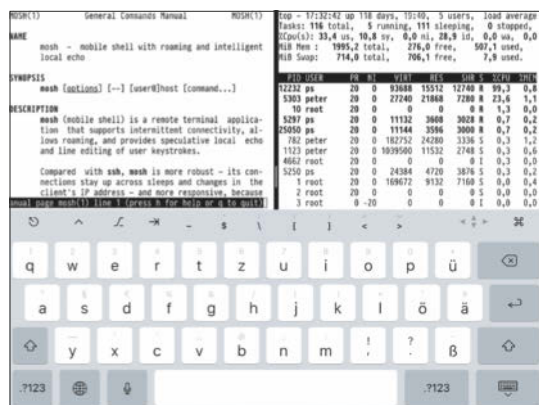 MOSH(1) General Commands Manual MOSH(1)
NAME
mosh - mobile shell with roaming and intelligent
local echo
SYNOPSIS
mosh [options] [--] [user@]host [command...]
DESCRIPTION
mosh (mobile shell) is a remote terminal applica-
tion that supports intermittent connectivity, al-
lows roaming, and provides speculative local echo
and line editing of user keystrokes.
Compared with ssh, mosh is more robust - its con-
nections stay up across sleeps and changes in the
client's IP address - and more responsive, because
anual page mosh(1) line 1 (press h for help or q to quit)
top - 17:32:42 up 118 days, 15:40, 5 users, load average
Tasks: 116 total, 5 running, 111 sleeping, 0 stopped,
%Cpu(s): 33,4 us, 10,8 sy, 0,0 ni, 28,9 id, 0,0 wa, 0,0
MiB Mem : 1995,2 total, 276,0 free, 507,1 used,
MiB Swap: 714,0 total, 706,1 free, 7,9 used.
PID USER PR NI VIRT RES SHR S %CPU %MEM
12232 ps 20 0 93688 15512 12740 R 99,3 0,8
5303 peter 20 0 27240 21868 7280 R 23,6 1,1
10 root 20 0 0 0 0 R 1,3 0,0
5297 ps 20 0 11132 3608 3028 R 0,7 0,2
25050 ps 20 0 11144 3596 3000 R 0,7 0,2
782 peter 20 0 182752 24280 3336 S 0,3 1,2
1123 peter 20 0 1039500 11532 2748 S 0,3 0,6
4662 root 20 0 0 0 0 I 0,3 0,0
5250 ps 20 0 24384 4720 3876 S 0,3 0,2
1 root 20 0 169672 9132 7160 S 0,0 0,4
2 root 20 0 0 0 0 S 0,0 0,0
3 root 0 -20 0 0 0 I 0,0 0,0
- $ \ [ ] < >
q w e r t z u i o p ü
a s d f g h j k l ö ä
y x c v b n m ! , ? . ß
.?123 .?123